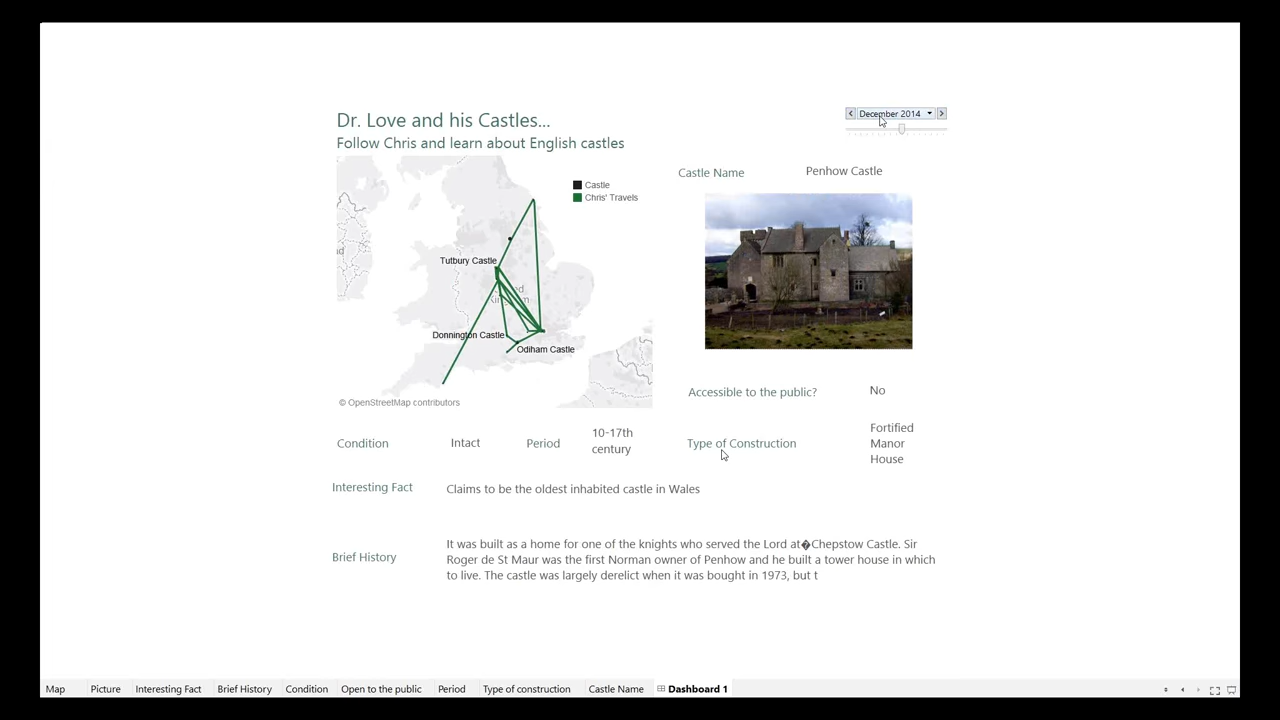 Dr. Love and his Castles...
December 2014
Follow Chris and learn about English castles
Castle Name
Penhow Castle
Castle
Chris' Travels
Tutbury Castle
Donnington Castle
Odiham Castle
© OpenStreetMap contributors
Accessible to the public?
No
Condition
Intact
Period
10-17th
century
Type of Construction
Fortified
Manor
House
Interesting Fact
Claims to be the oldest inhabited castle in Wales
Brief History
It was built as a home for one of the knights who served the Lord at�Chepstow Castle. Sir
Roger de St Maur was the first Norman owner of Penhow and he built a tower house in which
to live. The castle was largely derelict when it was bought in 1973, but t
Map
Picture
Interesting Fact
Brief History
Condition
Open to the public
Period
Type of construction
Castle Name
Dashboard 1